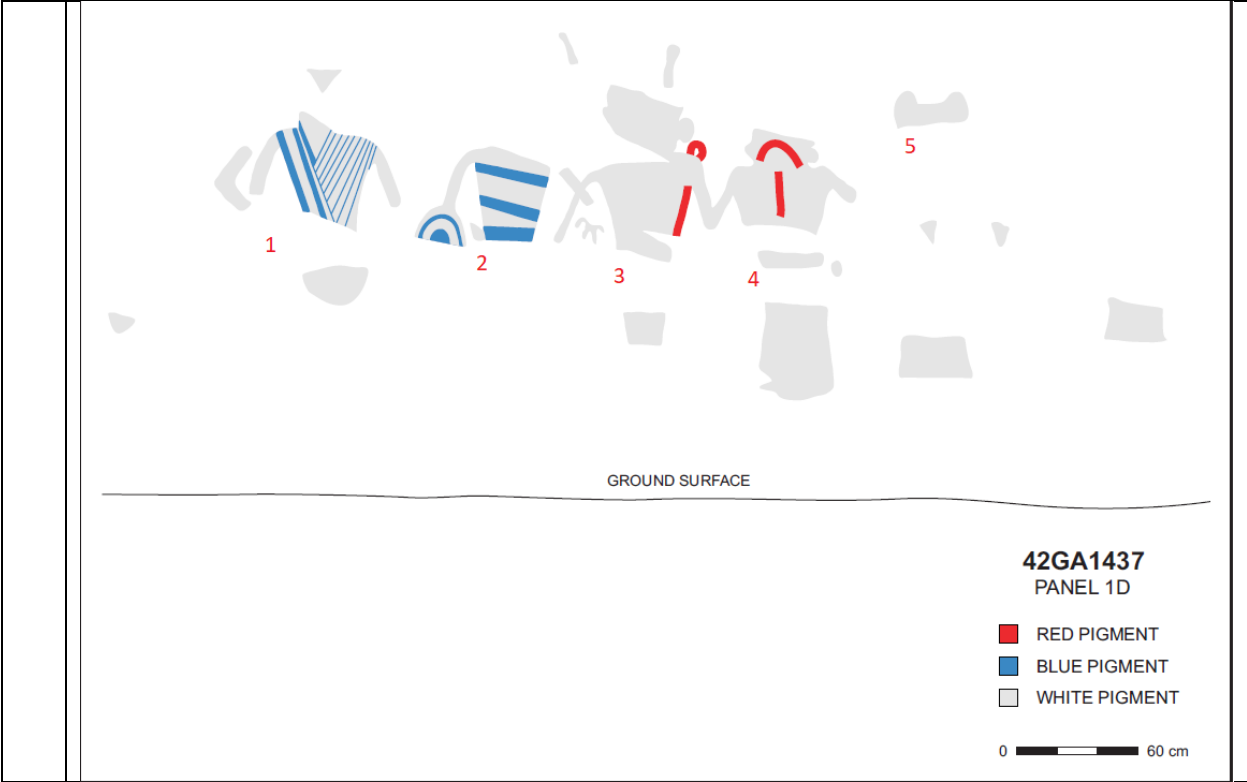 5
1
2
3
4
GROUND SURFACE
42GA1437
PANEL 1D
RED PIGMENT
BLUE PIGMENT
WHITE PIGMENT
0 60 cm